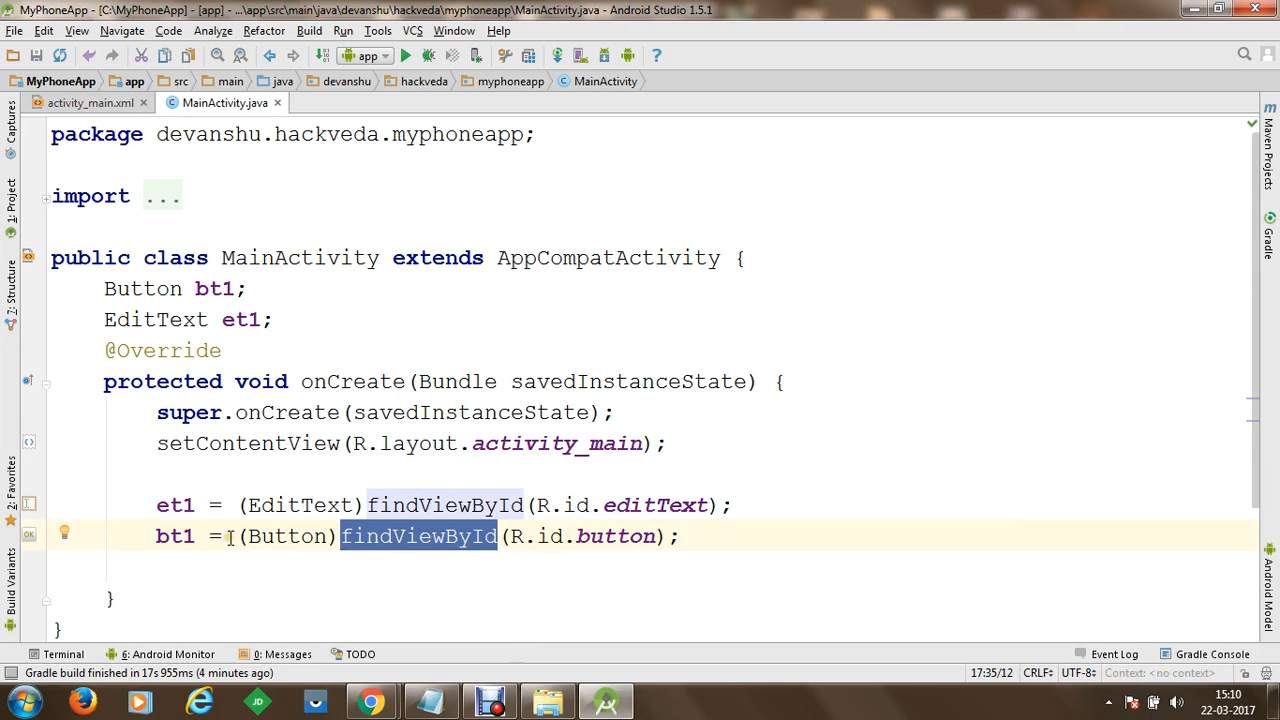 MyPhoneApp - [C:\MyPhoneApp] - [app] - ...\app\src\main\java\devanshu\hackveda\myphoneapp\MainActivity.java - Android Studio 1.5.1
File Edit View Navigate Code Analyze Refactor Build Run Tools VCS Window Help
app
MyPhoneApp app src main java devanshu hackveda myphoneapp MainActivity
activity_main.xml MainActivity.java
Captures
1: Project
7: Structure
2: Favorites
Build Variants
package devanshu.hackveda.myphoneapp;
import ...
public class MainActivity extends AppCompatActivity {
Button bt1;
EditText et1;
@Override
protected void onCreate(Bundle savedInstanceState) {
super.onCreate(savedInstanceState);
setContentView(R.layout.activity_main);
et1 = (EditText)findViewById(R.id.editText);
bt1 =(Button)findViewById(R.id.button);
}
}
Maven Projects
Gradle
Android Model
OK
Terminal 6: Android Monitor 0: Messages TODO Event Log Gradle Console
Gradle build finished in 17s 955ms (4 minutes ago) 17:35/12 CRLF UTF-8 Context: <no context>
JD
15:10
22-03-2017